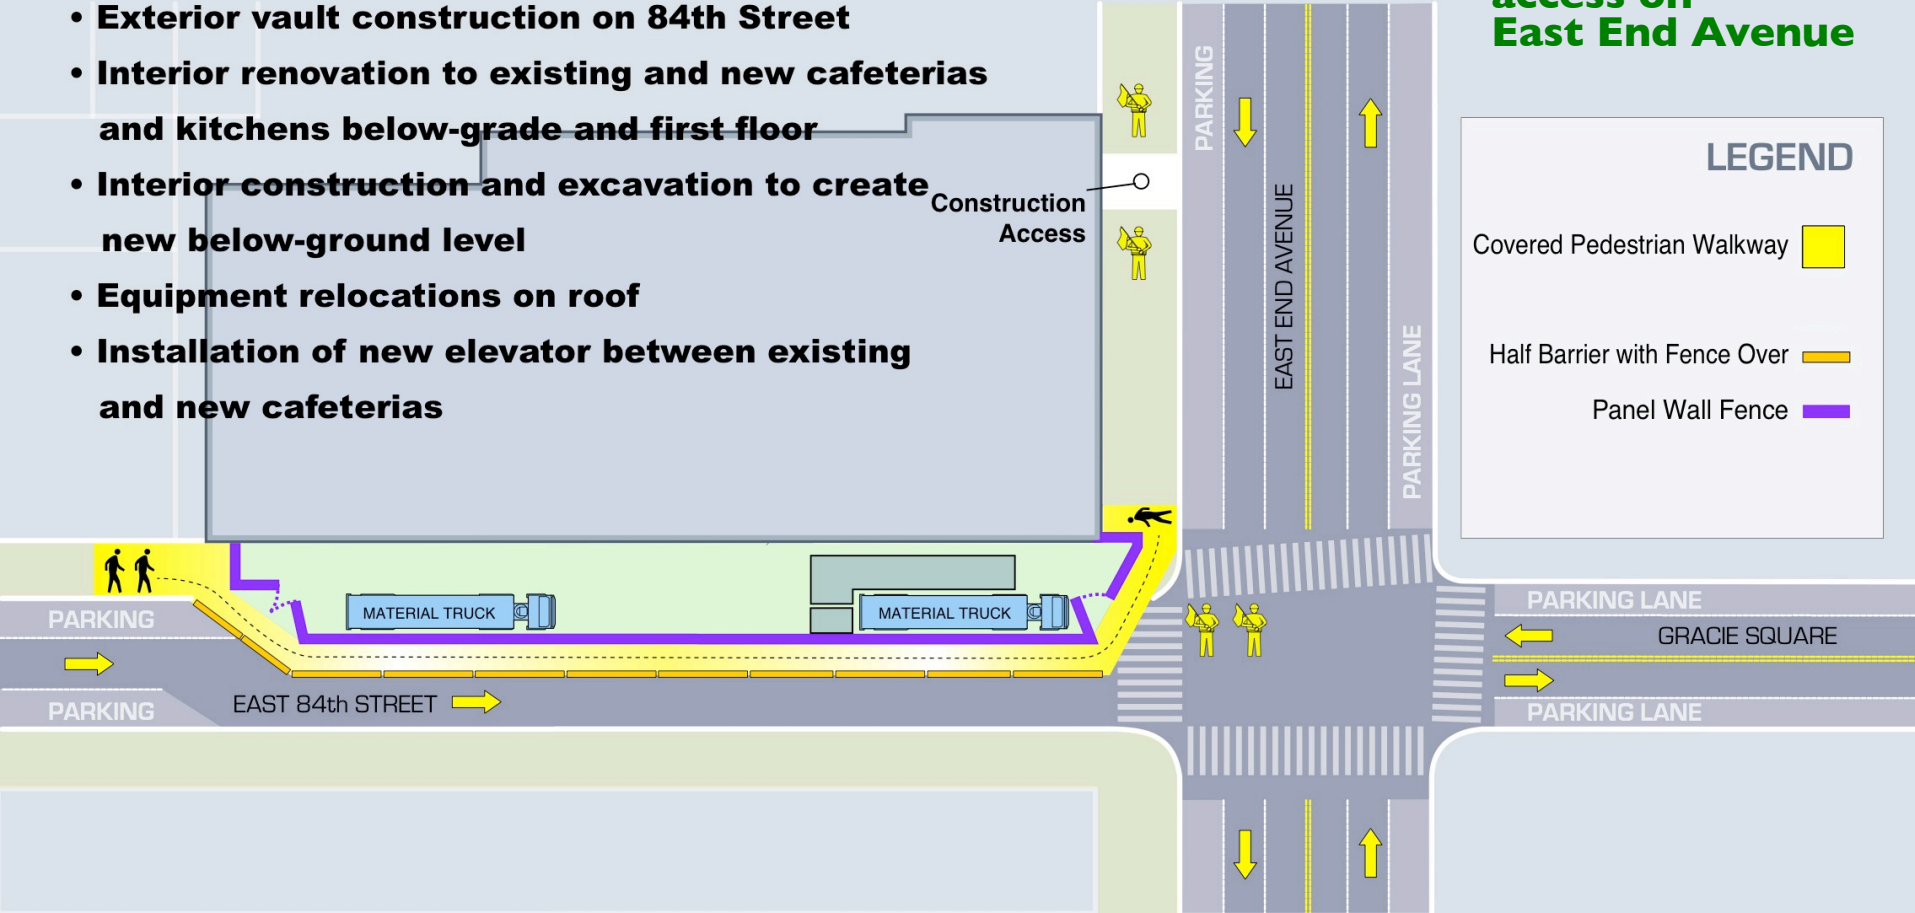 • Exterior vault construction on 84th Street
• Interior renovation to existing and new cafeterias
and kitchens below-grade and first floor
• Interior construction and excavation to create
new below-ground level
• Equipment relocations on roof
• Installation of new elevator between existing
and new cafeterias
access on
East End Avenue
Construction
Access
PARKING
EAST END AVENUE
PARKING LANE
LEGEND
Covered Pedestrian Walkway
Half Barrier with Fence Over
Panel Wall Fence
MATERIAL TRUCK
MATERIAL TRUCK
PARKING
PARKING
EAST 84th STREET
PARKING LANE
GRACIE SQUARE
PARKING LANE